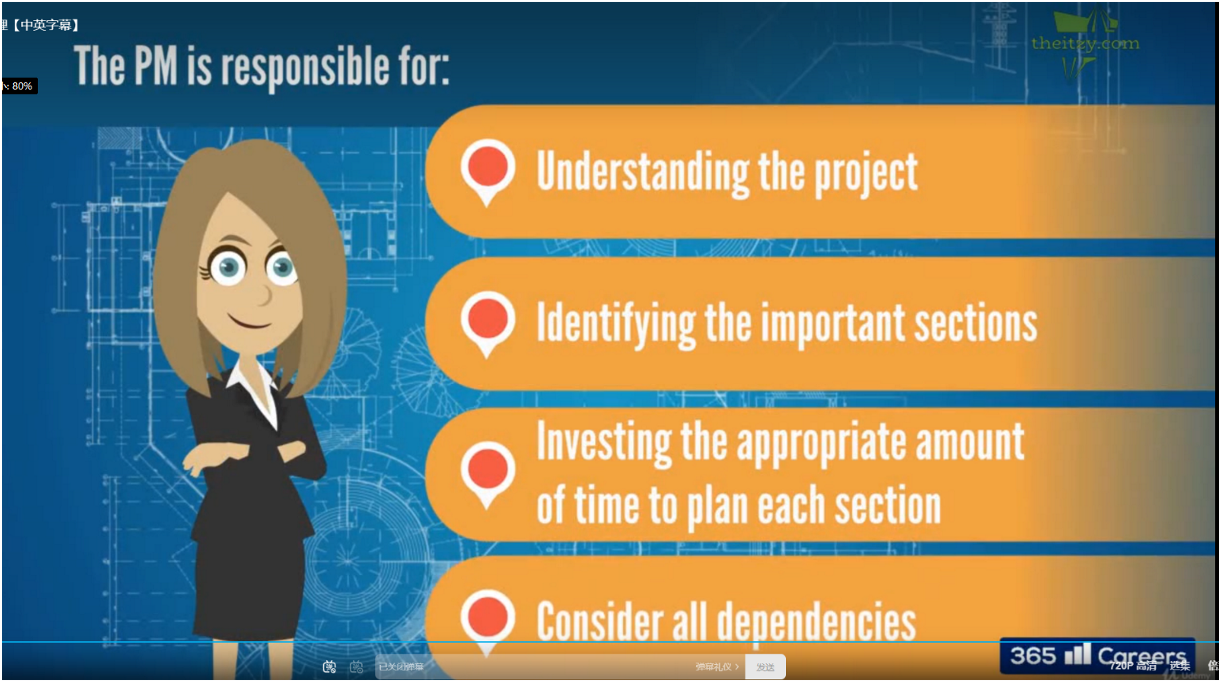 理【中英字幕】
The PM is responsible for:
theitzy.com
80%
Understanding the project
Identifying the important sections
Investing the appropriate amount
of time to plan each section
Consider all dependencies
365 Careers
已关闭弹幕
弹幕礼仪 ›
发送
720P 高清
选集
倍
Udemy